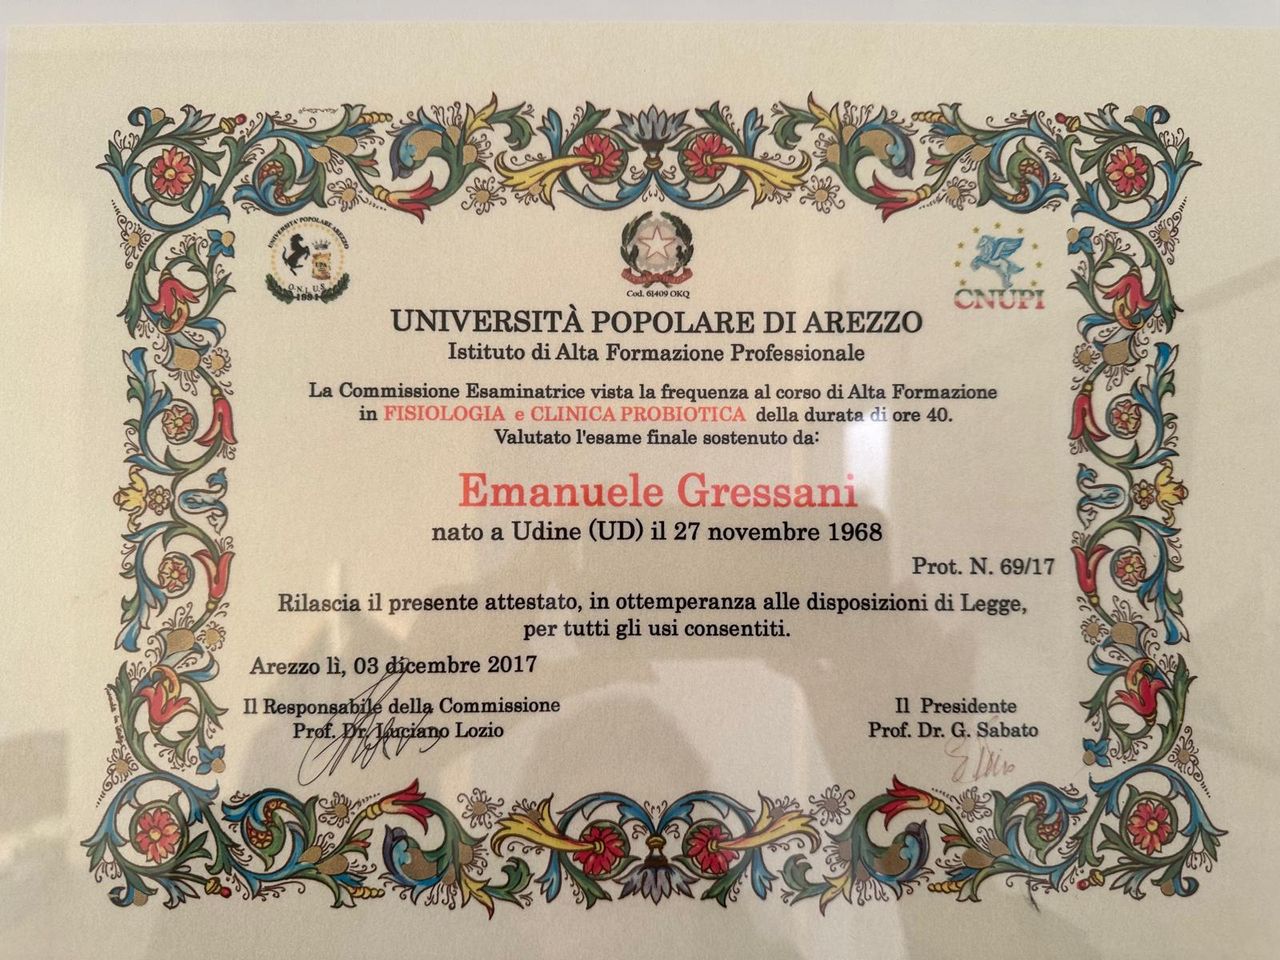 UNIVERSITA' POPOLARE AREZZO
UPA
O.N.L.U.S.
1991
Cod. 61409 OKQ
CNUPI
UNIVERSITÀ POPOLARE DI AREZZO
Istituto di Alta Formazione Professionale
La Commissione Esaminatrice vista la frequenza al corso di Alta Formazione
in FISIOLOGIA e CLINICA PROBIOTICA della durata di ore 40.
Valutato l'esame finale sostenuto da:
Emanuele Gressani
nato a Udine (UD) il 27 novembre 1968
Prot. N. 69/17
Rilascia il presente attestato, in ottemperanza alle disposizioni di Legge,
per tutti gli usi consentiti.
Arezzo lì, 03 dicembre 2017
Il Responsabile della Commissione
Prof. Dr. Luciano Lozio
Il Presidente
Prof. Dr. G. Sabato